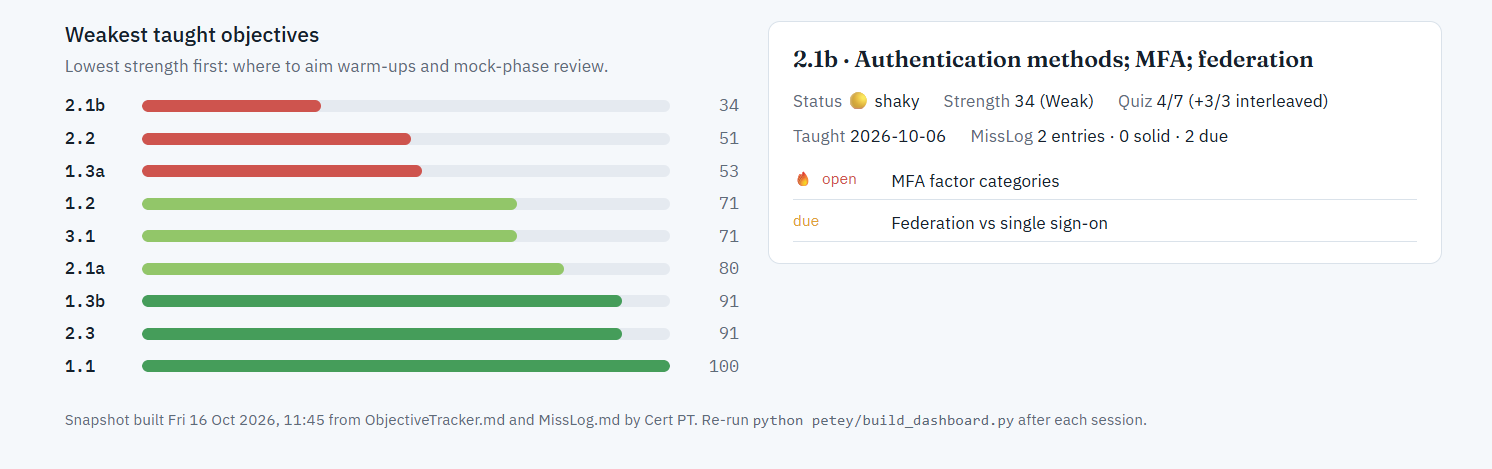 Weakest taught objectives
Lowest strength first: where to aim warm-ups and mock-phase review.
2.1b 34
2.2 51
1.3a 53
1.2 71
3.1 71
2.1a 80
1.3b 91
2.3 91
1.1 100
2.1b · Authentication methods; MFA; federation
Status shaky Strength 34 (Weak) Quiz 4/7 (+3/3 interleaved)
Taught 2026-10-06 MissLog 2 entries · 0 solid · 2 due
open MFA factor categories
due Federation vs single sign-on
Snapshot built Fri 16 Oct 2026, 11:45 from ObjectiveTracker.md and MissLog.md by Cert PT. Re-run python petey/build_dashboard.py after each session.